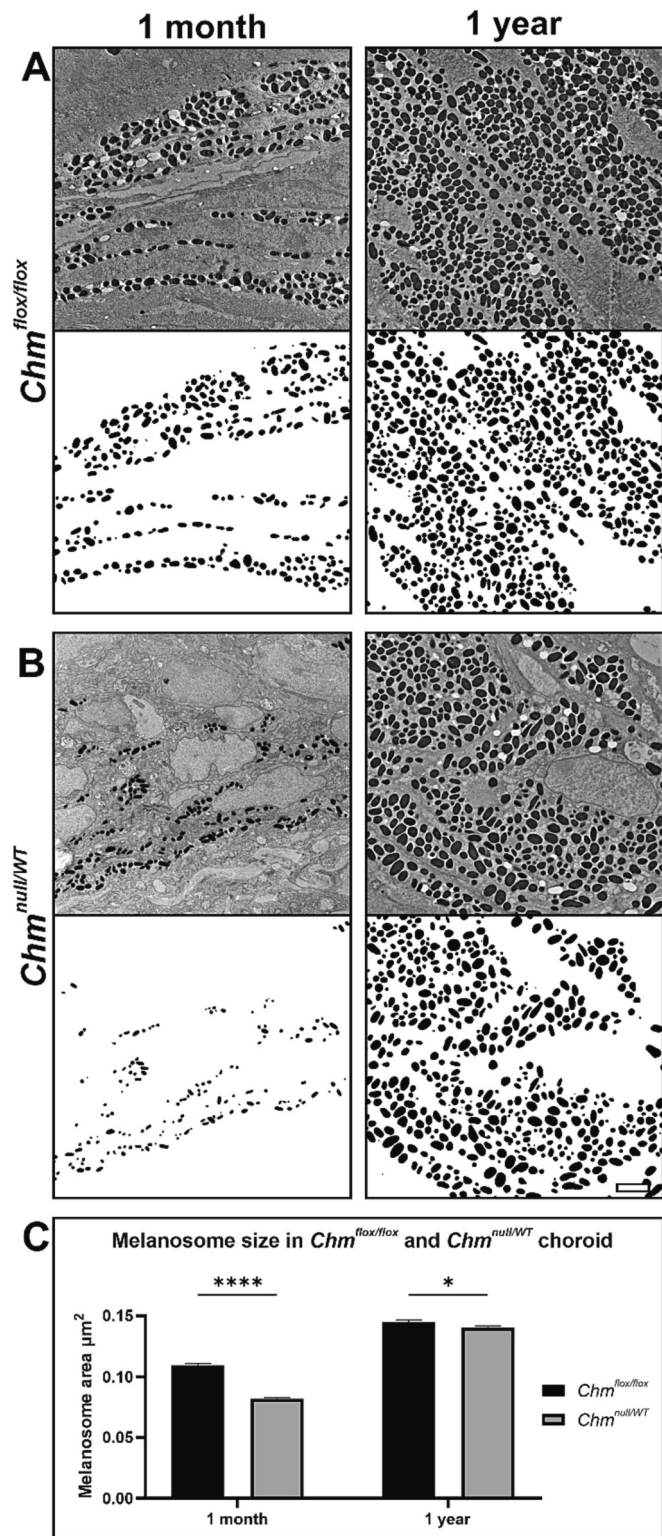 1 month 1 year
A
Chm^flox/flox
B
Chm^null/WT
C
Melanosome size in Chm^flox/flox and Chm^null/WT choroid
**** *
Melanosome area µm²
0.15
0.10
0.05
0.00
1 month 1 year
Chm^flox/flox
Chm^null/WT